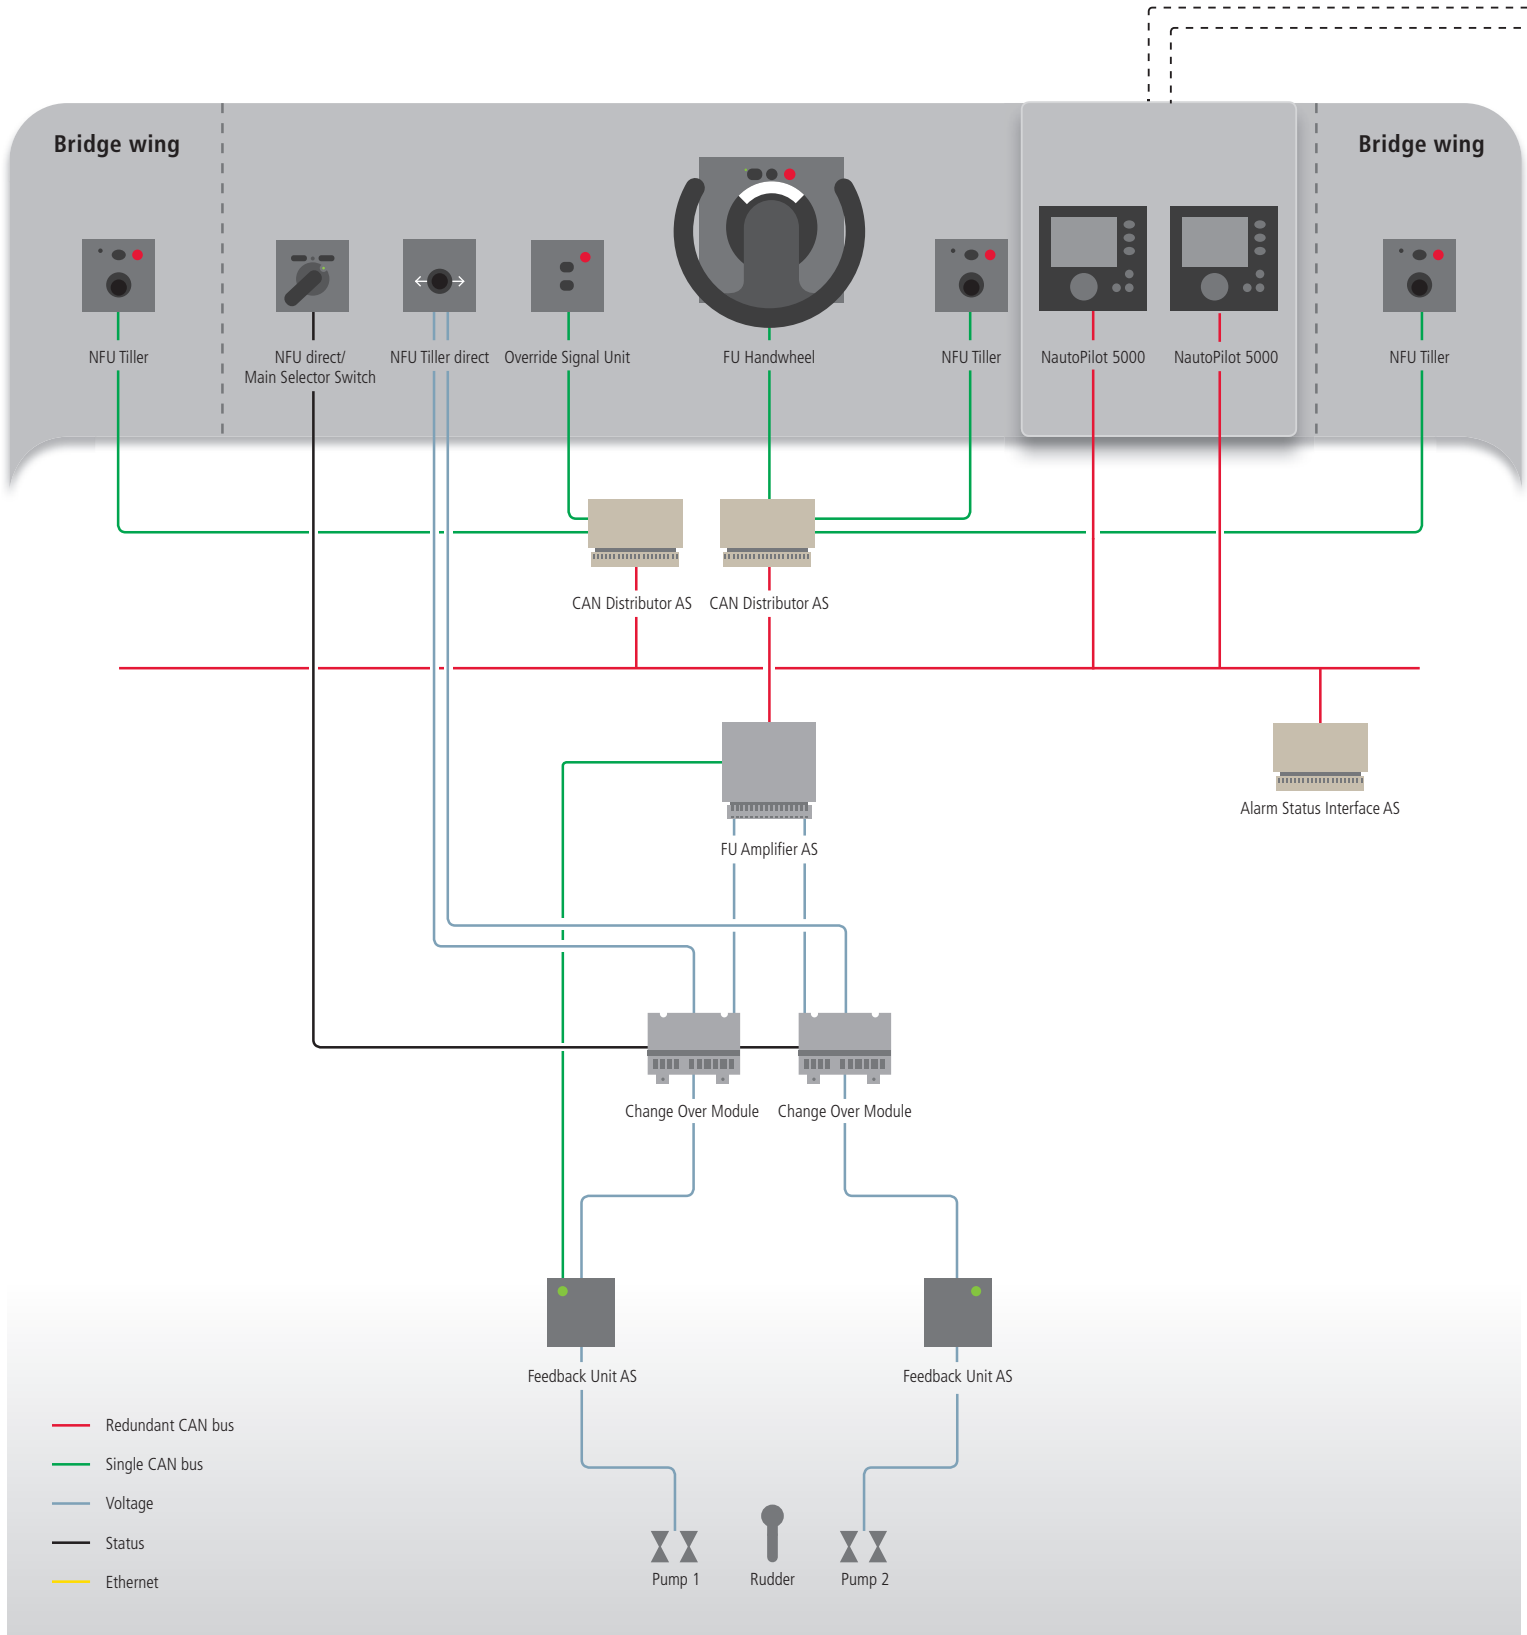 Bridge wing
Bridge wing
NFU Tiller
NFU direct/
Main Selector Switch
NFU Tiller direct
Override Signal Unit
FU Handwheel
NFU Tiller
NautoPilot 5000
NautoPilot 5000
NFU Tiller
CAN Distributor AS
CAN Distributor AS
Alarm Status Interface AS
FU Amplifier AS
Change Over Module
Change Over Module
Feedback Unit AS
Feedback Unit AS
Redundant CAN bus
Single CAN bus
Voltage
Status
Ethernet
Pump 1
Rudder
Pump 2